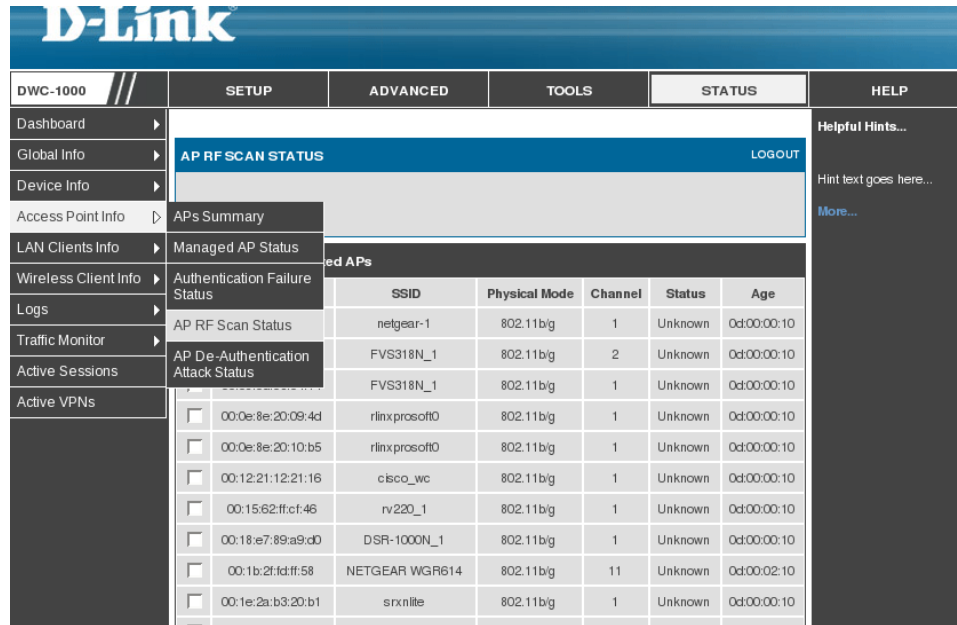 D-Link
DWC-1000 SETUP ADVANCED TOOLS STATUS HELP
Dashboard
Global Info
Device Info
Access Point Info
LAN Clients Info
Wireless Client Info
Logs
Traffic Monitor
Active Sessions
Active VPNs
APs Summary
Managed AP Status
Authentication Failure
Status
AP RF Scan Status
AP De-Authentication
Attack Status
AP RF SCAN STATUS LOGOUT
APs
SSID Physical Mode Channel Status Age
netgear-1 802.11b/g 1 Unknown 0d:00:00:10
FVS318N_1 802.11b/g 2 Unknown 0d:00:00:10
FVS318N_1 802.11b/g 1 Unknown 0d:00:00:10
00:0e:8e:20:09:4d rlinxprosoft0 802.11b/g 1 Unknown 0d:00:00:10
00:0e:8e:20:10:b5 rlinxprosoft0 802.11b/g 1 Unknown 0d:00:00:10
00:12:21:12:21:16 cisco_wc 802.11b/g 1 Unknown 0d:00:00:10
00:15:62:ff:cf:46 rv220_1 802.11b/g 1 Unknown 0d:00:00:10
00:18:e7:89:a9:d0 DSR-1000N_1 802.11b/g 1 Unknown 0d:00:00:10
00:1b:2f:fd:ff:58 NETGEAR WGR614 802.11b/g 11 Unknown 0d:00:02:10
00:1e:2a:b3:20:b1 srxnlite 802.11b/g 1 Unknown 0d:00:00:10
Helpful Hints...
Hint text goes here...
More...